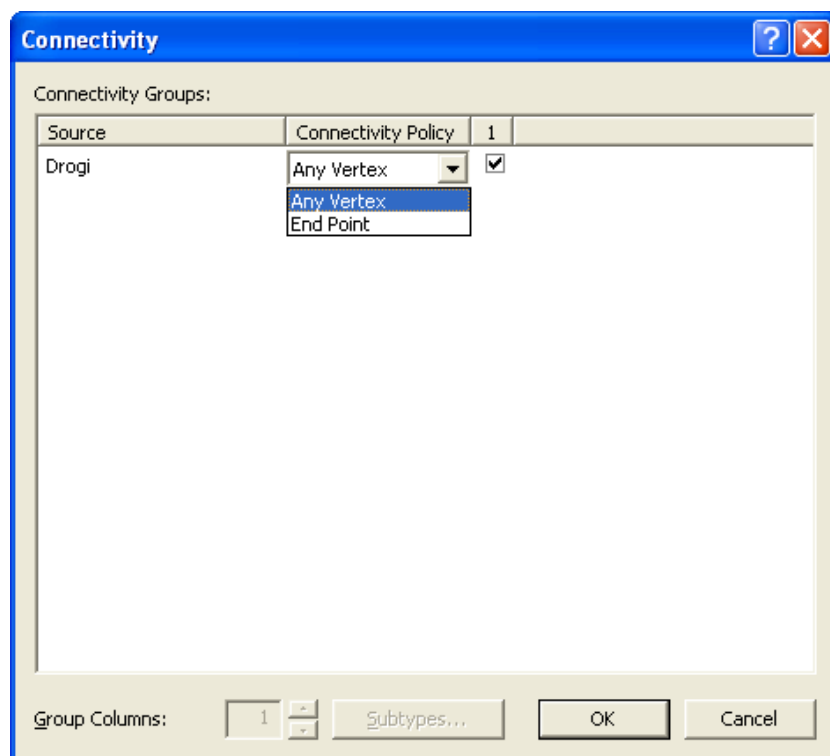 Connectivity
Connectivity Groups:
Source Connectivity Policy 1
Drogi Any Vertex
Any Vertex
End Point
Group Columns: 1 Subtypes... OK Cancel